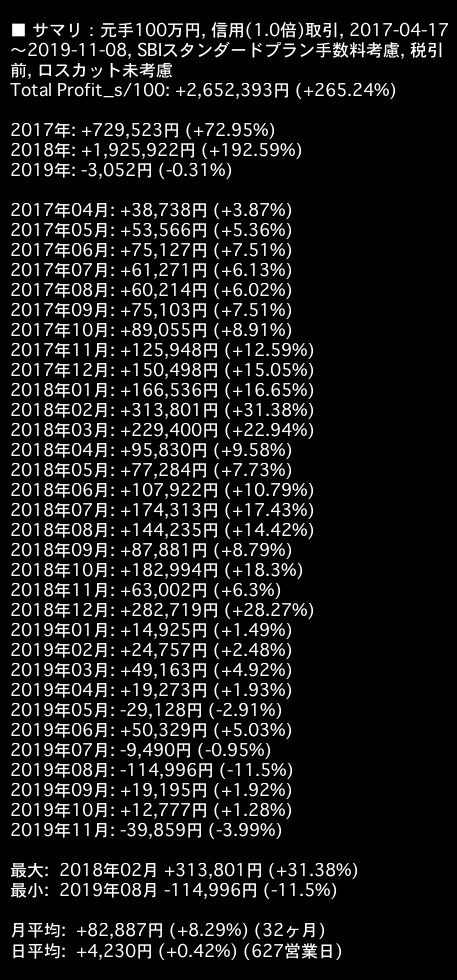 ■ サマリ：元手100万円, 信用(1.0倍)取引, 2017-04-17
〜2019-11-08, SBIスタンダードプラン手数料考慮, 税引
前, ロスカット未考慮
Total Profit_s/100: +2,652,393円 (+265.24%)
2017年: +729,523円 (+72.95%)
2018年: +1,925,922円 (+192.59%)
2019年: -3,052円 (-0.31%)
2017年04月: +38,738円 (+3.87%)
2017年05月: +53,566円 (+5.36%)
2017年06月: +75,127円 (+7.51%)
2017年07月: +61,271円 (+6.13%)
2017年08月: +60,214円 (+6.02%)
2017年09月: +75,103円 (+7.51%)
2017年10月: +89,055円 (+8.91%)
2017年11月: +125,948円 (+12.59%)
2017年12月: +150,498円 (+15.05%)
2018年01月: +166,536円 (+16.65%)
2018年02月: +313,801円 (+31.38%)
2018年03月: +229,400円 (+22.94%)
2018年04月: +95,830円 (+9.58%)
2018年05月: +77,284円 (+7.73%)
2018年06月: +107,922円 (+10.79%)
2018年07月: +174,313円 (+17.43%)
2018年08月: +144,235円 (+14.42%)
2018年09月: +87,881円 (+8.79%)
2018年10月: +182,994円 (+18.3%)
2018年11月: +63,002円 (+6.3%)
2018年12月: +282,719円 (+28.27%)
2019年01月: +14,925円 (+1.49%)
2019年02月: +24,757円 (+2.48%)
2019年03月: +49,163円 (+4.92%)
2019年04月: +19,273円 (+1.93%)
2019年05月: -29,128円 (-2.91%)
2019年06月: +50,329円 (+5.03%)
2019年07月: -9,490円 (-0.95%)
2019年08月: -114,996円 (-11.5%)
2019年09月: +19,195円 (+1.92%)
2019年10月: +12,777円 (+1.28%)
2019年11月: -39,859円 (-3.99%)
最大: 2018年02月 +313,801円 (+31.38%)
最小: 2019年08月 -114,996円 (-11.5%)
月平均: +82,887円 (+8.29%) (32ヶ月)
日平均: +4,230円 (+0.42%) (627営業日)